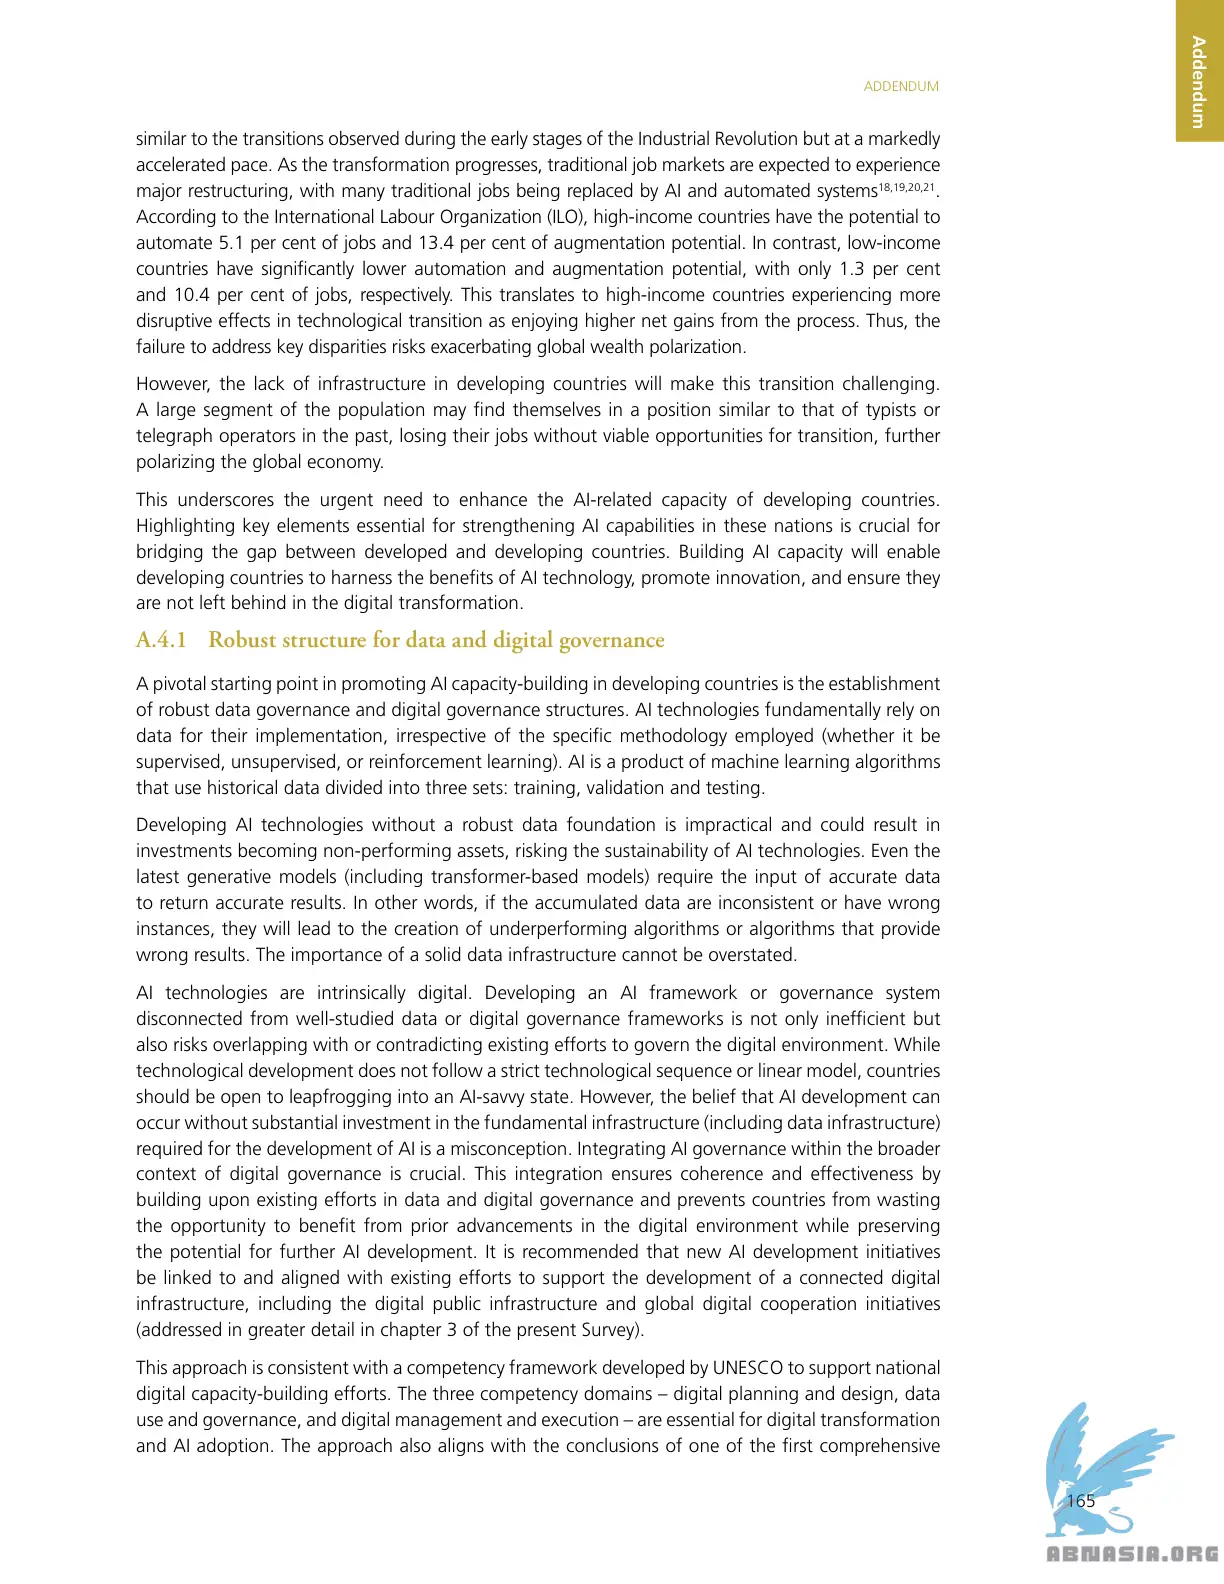 Addendum
ADDENDUM
similar to the transitions observed during the early stages of the Industrial Revolution but at a markedly
accelerated pace. As the transformation progresses, traditional job markets are expected to experience
major restructuring, with many traditional jobs being replaced by AI and automated systems18,19,20,21.
According to the International Labour Organization (ILO), high-income countries have the potential to
automate 5.1 per cent of jobs and 13.4 per cent of augmentation potential. In contrast, low-income
countries have significantly lower automation and augmentation potential, with only 1.3 per cent
and 10.4 per cent of jobs, respectively. This translates to high-income countries experiencing more
disruptive effects in technological transition as enjoying higher net gains from the process. Thus, the
failure to address key disparities risks exacerbating global wealth polarization.
However, the lack of infrastructure in developing countries will make this transition challenging.
A large segment of the population may find themselves in a position similar to that of typists or
telegraph operators in the past, losing their jobs without viable opportunities for transition, further
polarizing the global economy.
This underscores the urgent need to enhance the AI-related capacity of developing countries.
Highlighting key elements essential for strengthening AI capabilities in these nations is crucial for
bridging the gap between developed and developing countries. Building AI capacity will enable
developing countries to harness the benefits of AI technology, promote innovation, and ensure they
are not left behind in the digital transformation.
A.4.1 Robust structure for data and digital governance
A pivotal starting point in promoting AI capacity-building in developing countries is the establishment
of robust data governance and digital governance structures. AI technologies fundamentally rely on
data for their implementation, irrespective of the specific methodology employed (whether it be
supervised, unsupervised, or reinforcement learning). AI is a product of machine learning algorithms
that use historical data divided into three sets: training, validation and testing.
Developing AI technologies without a robust data foundation is impractical and could result in
investments becoming non-performing assets, risking the sustainability of AI technologies. Even the
latest generative models (including transformer-based models) require the input of accurate data
to return accurate results. In other words, if the accumulated data are inconsistent or have wrong
instances, they will lead to the creation of underperforming algorithms or algorithms that provide
wrong results. The importance of a solid data infrastructure cannot be overstated.
AI technologies are intrinsically digital. Developing an AI framework or governance system
disconnected from well-studied data or digital governance frameworks is not only inefficient but
also risks overlapping with or contradicting existing efforts to govern the digital environment. While
technological development does not follow a strict technological sequence or linear model, countries
should be open to leapfrogging into an AI-savvy state. However, the belief that AI development can
occur without substantial investment in the fundamental infrastructure (including data infrastructure)
required for the development of AI is a misconception. Integrating AI governance within the broader
context of digital governance is crucial. This integration ensures coherence and effectiveness by
building upon existing efforts in data and digital governance and prevents countries from wasting
the opportunity to benefit from prior advancements in the digital environment while preserving
the potential for further AI development. It is recommended that new AI development initiatives
be linked to and aligned with existing efforts to support the development of a connected digital
infrastructure, including the digital public infrastructure and global digital cooperation initiatives
(addressed in greater detail in chapter 3 of the present Survey).
This approach is consistent with a competency framework developed by UNESCO to support national
digital capacity-building efforts. The three competency domains – digital planning and design, data
use and governance, and digital management and execution – are essential for digital transformation
and AI adoption. The approach also aligns with the conclusions of one of the first comprehensive
165
ABNASIA.ORG